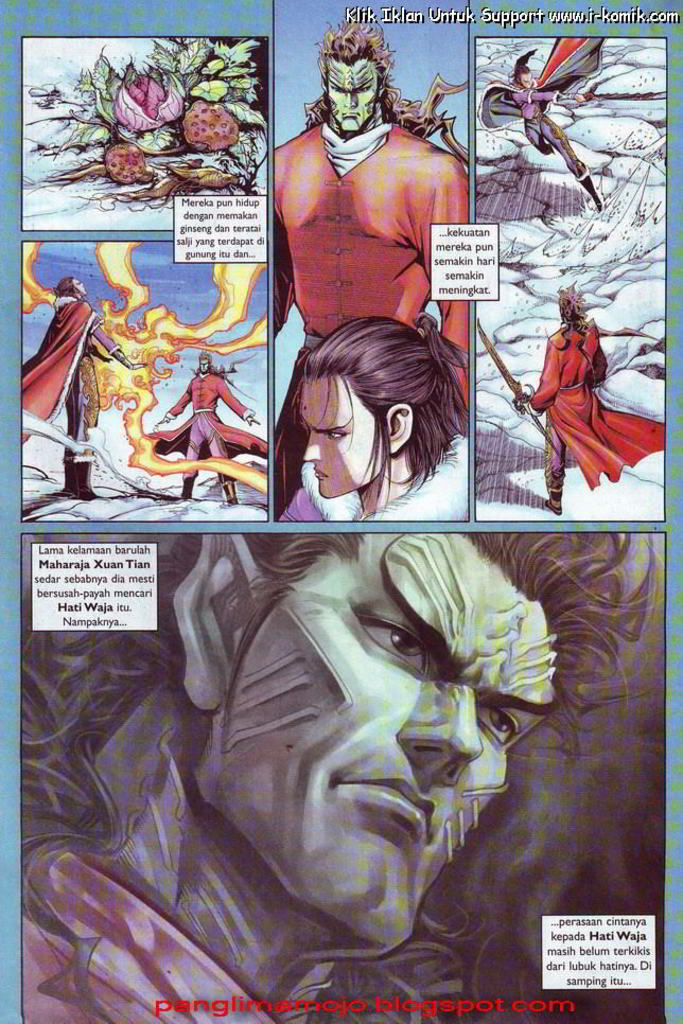 Klik Iklan Untuk Support www.i-komik.com
Mereka pun hidup
dengan memakan
ginseng dan teratai
salji yang terdapat di
gunung itu dan...
...kekuatan
mereka pun
semakin hari
semakin
meningkat.
Lama kelamaan barulah
Maharaja Xuan Tian
sedar sebabnya dia mesti
bersusah-payah mencari
Hati Waja itu.
Nampaknya...
...perasaan cintanya
kepada Hati Waja
masih belum terkikis
dari lubuk hatinya. Di
samping itu...
panglimamojo.blogspot.com